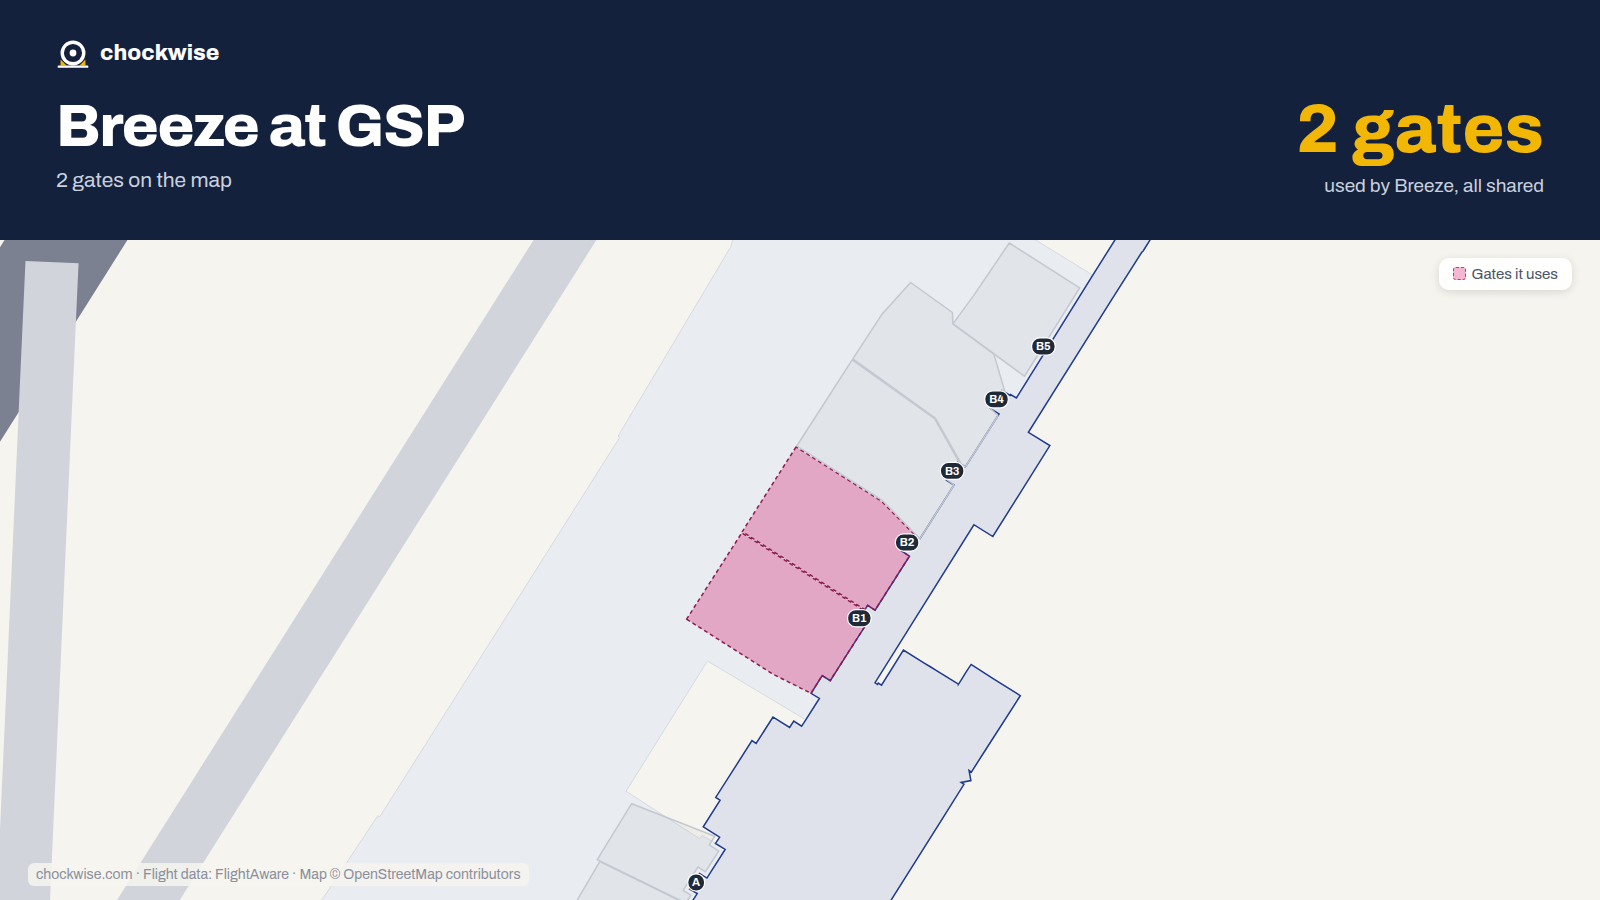 chockwise
Breeze at GSP
2 gates on the map
2 gates
used by Breeze, all shared
Gates it uses
B5
B4
B3
B2
B1
A
chockwise.com · Flight data: FlightAware · Map © OpenStreetMap contributors